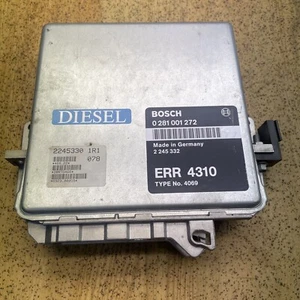 DIESEL
2245330 1R1
078
BOSCH
0 281 001 272
Made in Germany
2 245 332
ERR 4310
TYPE No. 4069